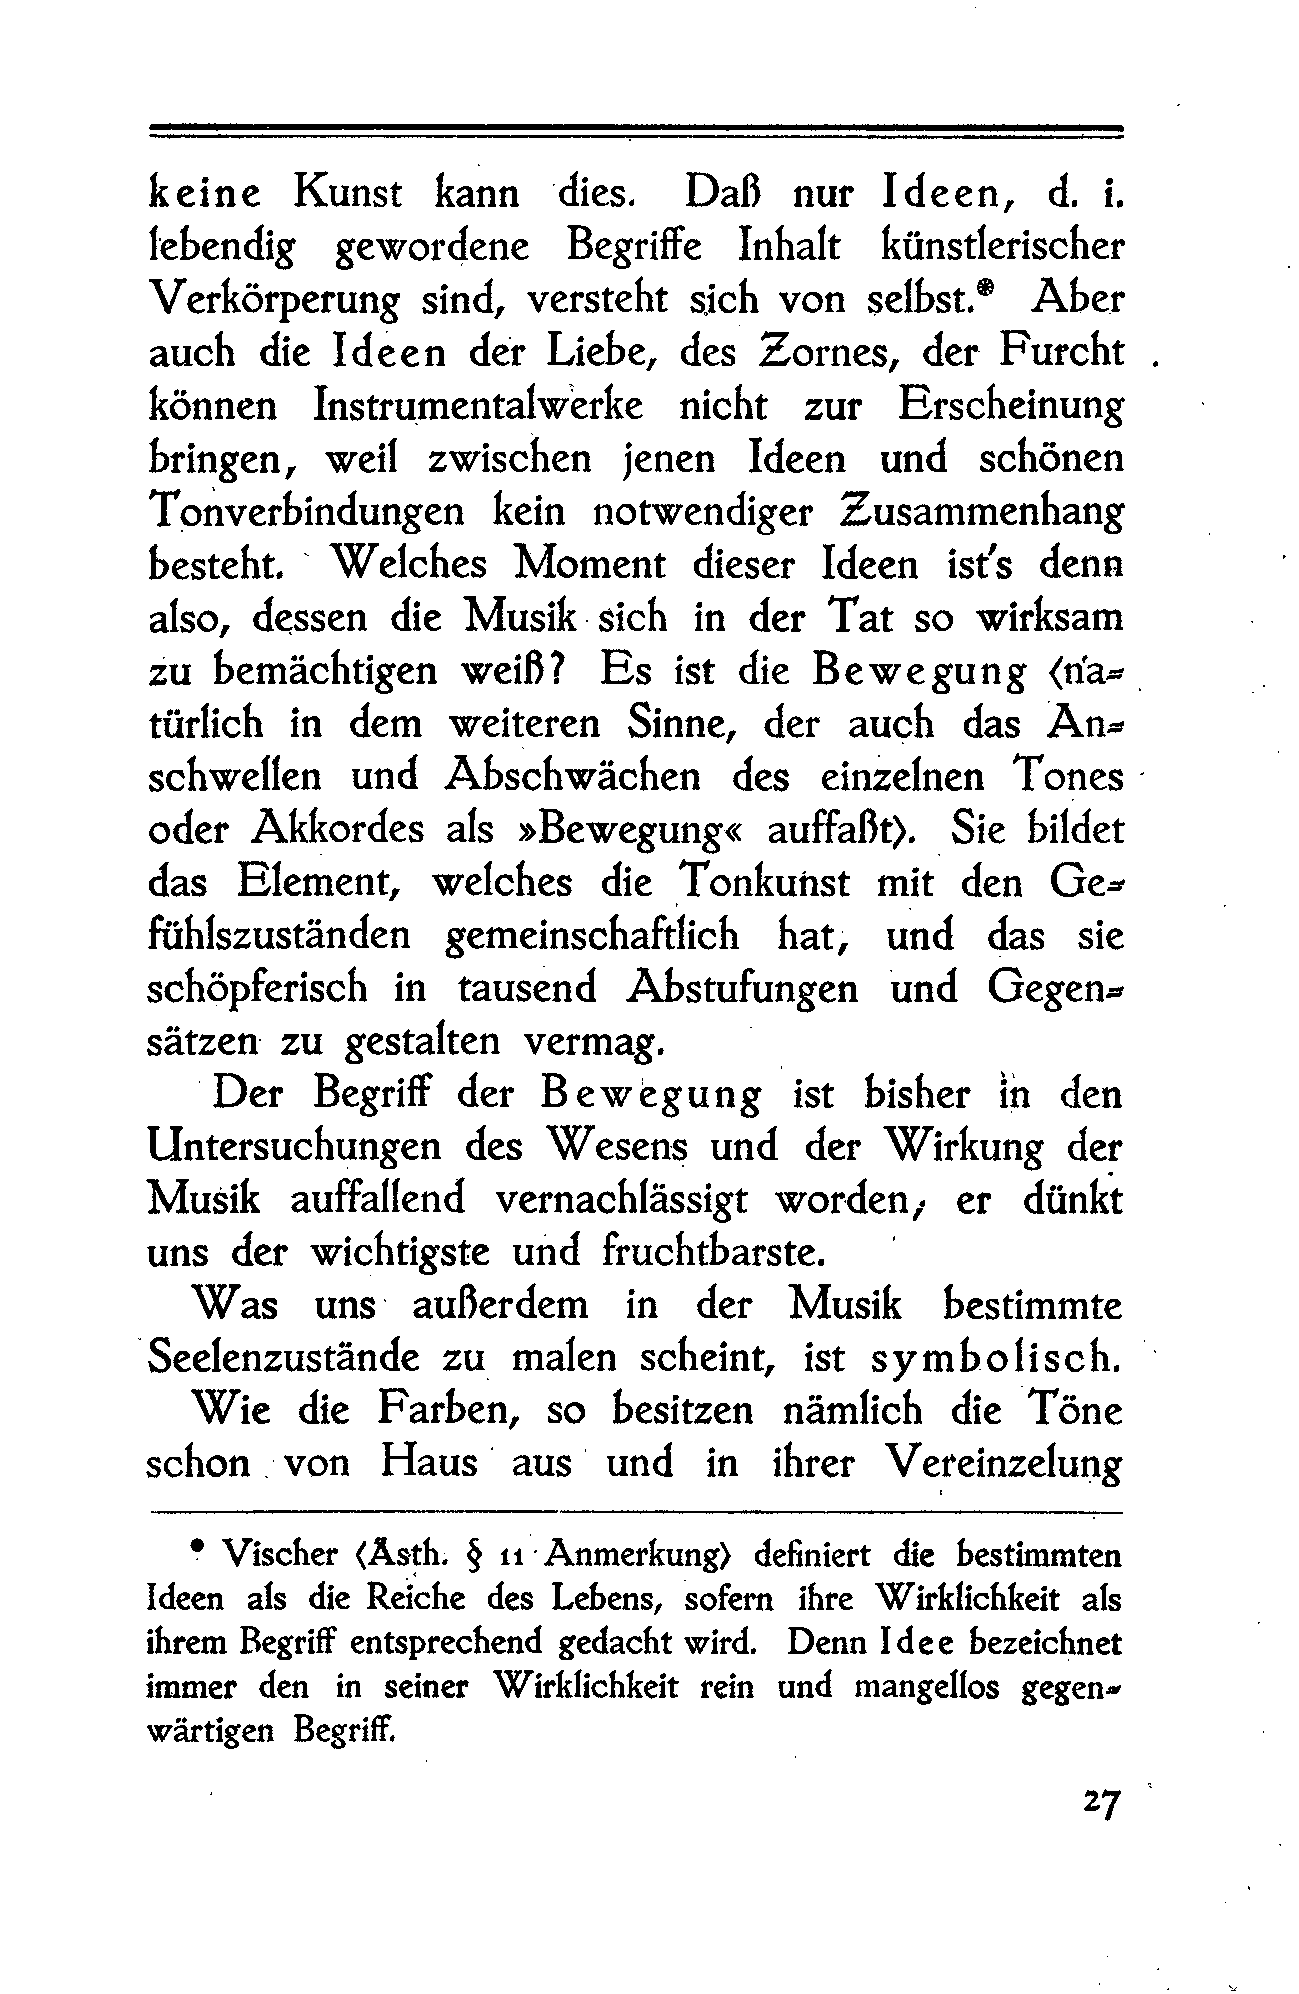 keine Kunst kann dies. Daß nur Ideen, d. i.
lebendig gewordene Begriffe Inhalt künstlerischer
Verkörperung sind, versteht sich von selbst.* Aber
auch die Ideen der Liebe, des Zornes, der Furcht
können Instrumentalwerke nicht zur Erscheinung
bringen, weil zwischen jenen Ideen und schönen
Tonverbindungen kein notwendiger Zusammenhang
besteht. Welches Moment dieser Ideen ist's denn
also, dessen die Musik sich in der Tat so wirksam
zu bemächtigen weiß? Es ist die Bewegung (na-
türlich in dem weiteren Sinne, der auch das An-
schwellen und Abschwächen des einzelnen Tones
oder Akkordes als »Bewegung« auffaßt). Sie bildet
das Element, welches die Tonkunst mit den Ge-
fühlszuständen gemeinschaftlich hat, und das sie
schöpferisch in tausend Abstufungen und Gegen-
sätzen zu gestalten vermag.
Der Begriff der Bewegung ist bisher in den
Untersuchungen des Wesens und der Wirkung der
Musik auffallend vernachlässigt worden; er dünkt
uns der wichtigste und fruchtbarste.
Was uns außerdem in der Musik bestimmte
Seelenzustände zu malen scheint, ist symbolisch.
Wie die Farben, so besitzen nämlich die Töne
schon von Haus aus und in ihrer Vereinzelung
* Vischer (Ästh. § 11 Anmerkung) definiert die bestimmten
Ideen als die Reiche des Lebens, sofern ihre Wirklichkeit als
ihrem Begriff entsprechend gedacht wird. Denn Idee bezeichnet
immer den in seiner Wirklichkeit rein und mangellos gegen-
wärtigen Begriff.
27